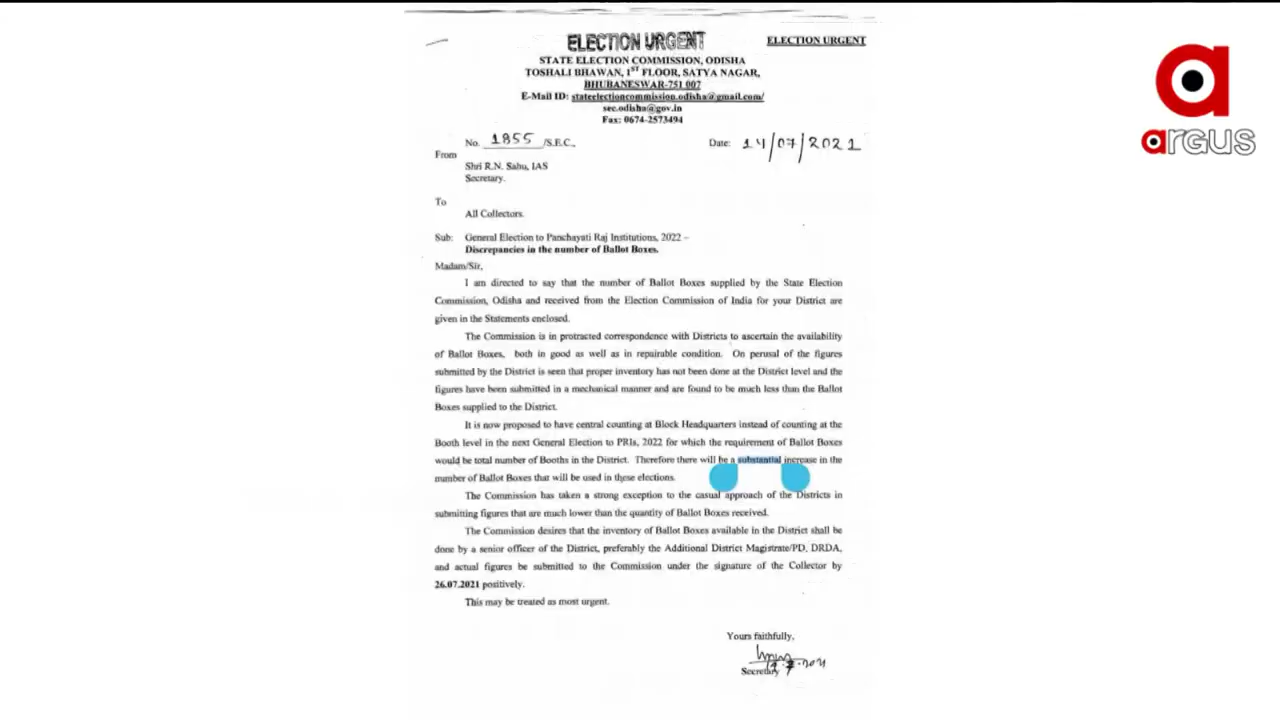 ELECTION URGENT
ELECTION URGENT
STATE ELECTION COMMISSION, ODISHA
TOSHALI BHAWAN, 1ST FLOOR, SATYA NAGAR,
BHUBANESWAR-751 007
E-Mail ID: stateelectioncommission.odisha@gmail.com/
sec.odisha@gov.in
Fax: 0674-2573494
argus
No. 1855 /S.E.C.,
Date: 14/07/2021
From
Shri R.N. Sahu, IAS
Secretary.
To
All Collectors.
Sub: General Election to Panchayati Raj Institutions, 2022 –
Discrepancies in the number of Ballot Boxes.
Madam/Sir,
I am directed to say that the number of Ballot Boxes supplied by the State Election
Commission, Odisha and received from the Election Commission of India for your District are
given in the Statements enclosed.
The Commission is in protracted correspondence with Districts to ascertain the availability
of Ballot Boxes, both in good as well as in repairable condition. On perusal of the figures
submitted by the District is seen that proper inventory has not been done at the District level and the
figures have been submitted in a mechanical manner and are found to be much less than the Ballot
Boxes supplied to the District.
It is now proposed to have central counting at Block Headquarters instead of counting at the
Booth level in the next General Election to PRIs, 2022 for which the requirement of Ballot Boxes
would be total number of Booths in the District. Therefore there will be a substantial increase in the
number of Ballot Boxes that will be used in these elections.
The Commission has taken a strong exception to the casual approach of the Districts in
submitting figures that are much lower than the quantity of Ballot Boxes received.
The Commission desires that the inventory of Ballot Boxes available in the District shall be
done by a senior officer of the District, preferably the Additional District Magistrate/PD, DRDA,
and actual figures be submitted to the Commission under the signature of the Collector by
26.07.2021 positively.
This may be treated as most urgent.
Yours faithfully,
Secretary